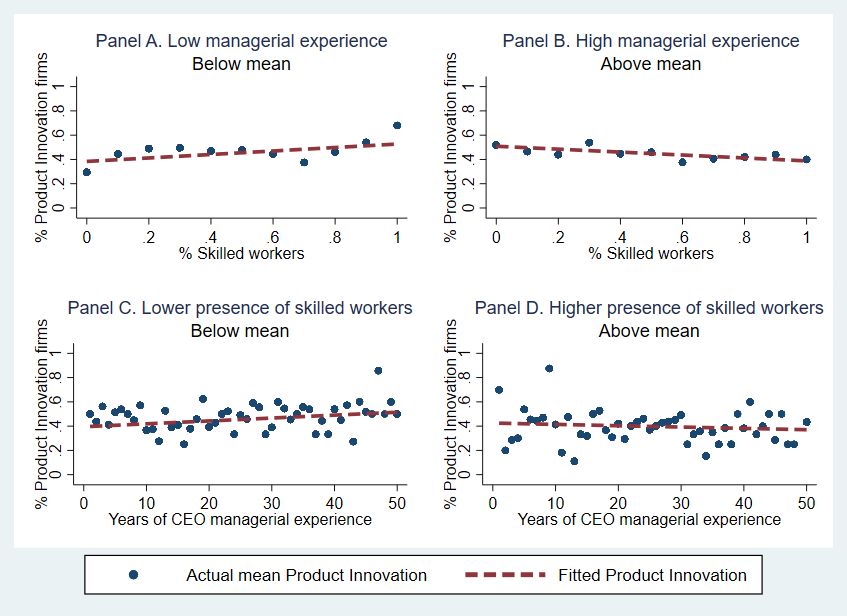 Panel A. Low managerial experience
Below mean
% Product Innovation firms
0 .2 .4 .6 .8 1
0 .2 .4 .6 .8 1
% Skilled workers
Panel B. High managerial experience
Above mean
% Product Innovation firms
0 .2 .4 .6 .8 1
0 .2 .4 .6 .8 1
% Skilled workers
Panel C. Lower presence of skilled workers
Below mean
% Product Innovation firms
0 .2 .4 .6 .8 1
0 10 20 30 40 50
Years of CEO managerial experience
Panel D. Higher presence of skilled workers
Above mean
% Product Innovation firms
0 .2 .4 .6 .8 1
0 10 20 30 40 50
Years of CEO managerial experience
Actual mean Product Innovation Fitted Product Innovation